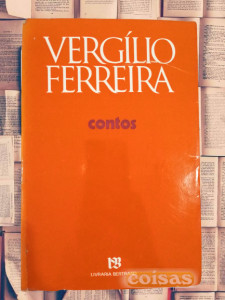 VERGÍLIO
FERREIRA
contos
LIVRARIA BERTRAND
coisas